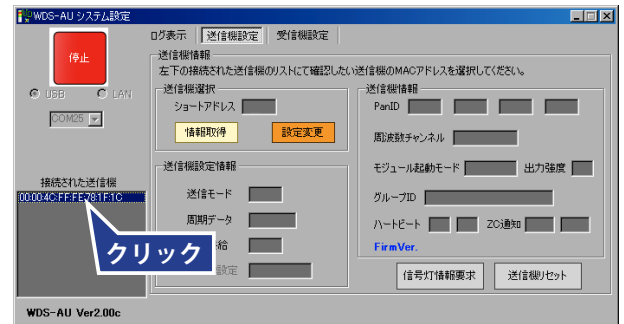 WDS-AU システム設定
ログ表示 送信機設定 受信機設定
停止
USB LAN
COM25
接続された送信機
00:00:4C:FF:FE:78:1F:1C
送信機情報
左下の接続された送信機のリストにて確認したい送信機のMACアドレスを選択してください。
送信機選択
ショートアドレス
情報取得 設定変更
送信機設定情報
送信モード
周期データ
給
設定
クリック
送信機情報
PanID
周波数チャンネル
モジュール起動モード 出力強度
グループID
ハートビート ZC通知
FirmVer.
信号灯情報要求 送信機リセット
WDS-AU Ver2.00c